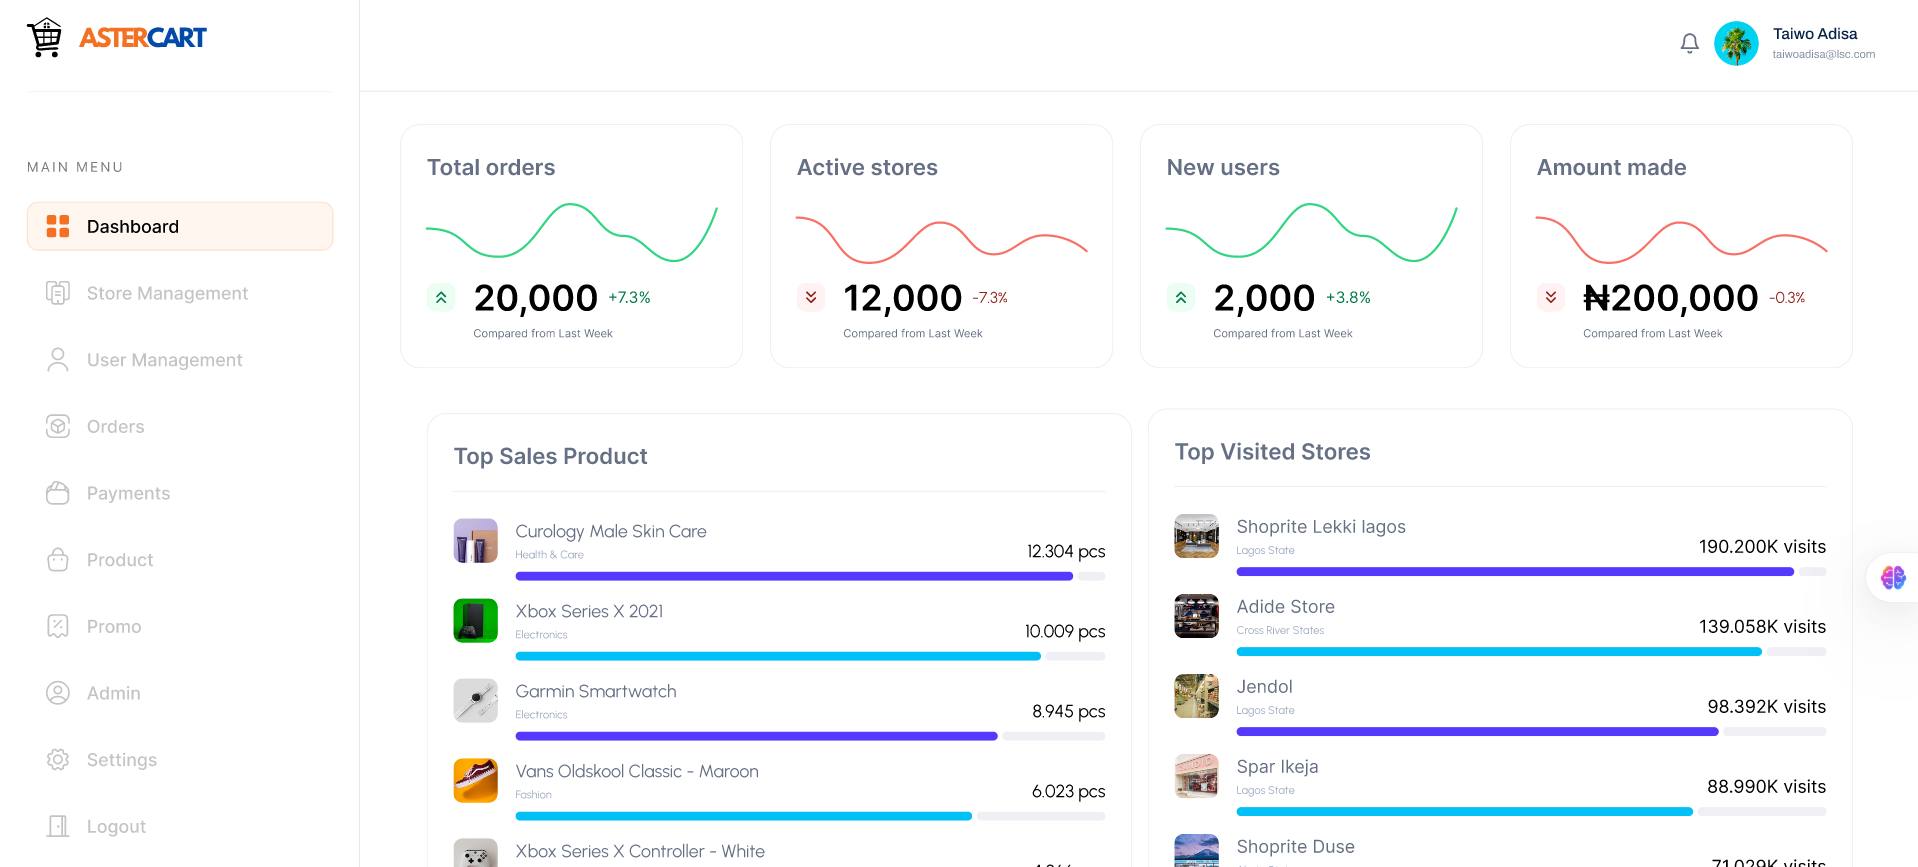 ASTERCART
Taiwo Adisa
taiwoadisa@lsc.com
MAIN MENU
Dashboard
Store Management
User Management
Orders
Payments
Product
Promo
Admin
Settings
Logout
Total orders
20,000 +7.3%
Compared from Last Week
Active stores
12,000 -7.3%
Compared from Last Week
New users
2,000 +3.8%
Compared from Last Week
Amount made
₦200,000 -0.3%
Compared from Last Week
Top Sales Product
Curology Male Skin Care
Health & Care
12.304 pcs
Xbox Series X 2021
Electronics
10.009 pcs
Garmin Smartwatch
Electronics
8.945 pcs
Vans Oldskool Classic - Maroon
Fashion
6.023 pcs
Xbox Series X Controller - White
Top Visited Stores
Shoprite Lekki lagos
Lagos State
190.200K visits
Adide Store
Cross River States
139.058K visits
Jendol
Lagos State
98.392K visits
Spar Ikeja
Lagos State
88.990K visits
Shoprite Duse
71.029K visits